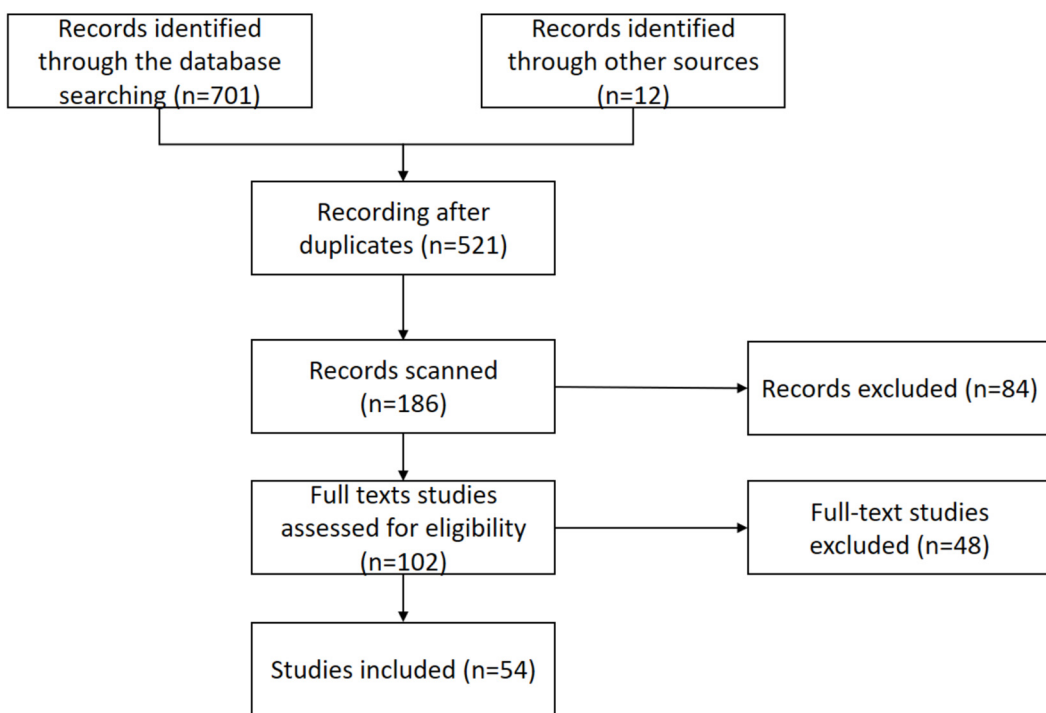 Records identified
through the database
searching (n=701)
Records identified
through other sources
(n=12)
Recording after
duplicates (n=521)
Records scanned
(n=186)
Records excluded (n=84)
Full texts studies
assessed for eligibility
(n=102)
Full-text studies
excluded (n=48)
Studies included (n=54)